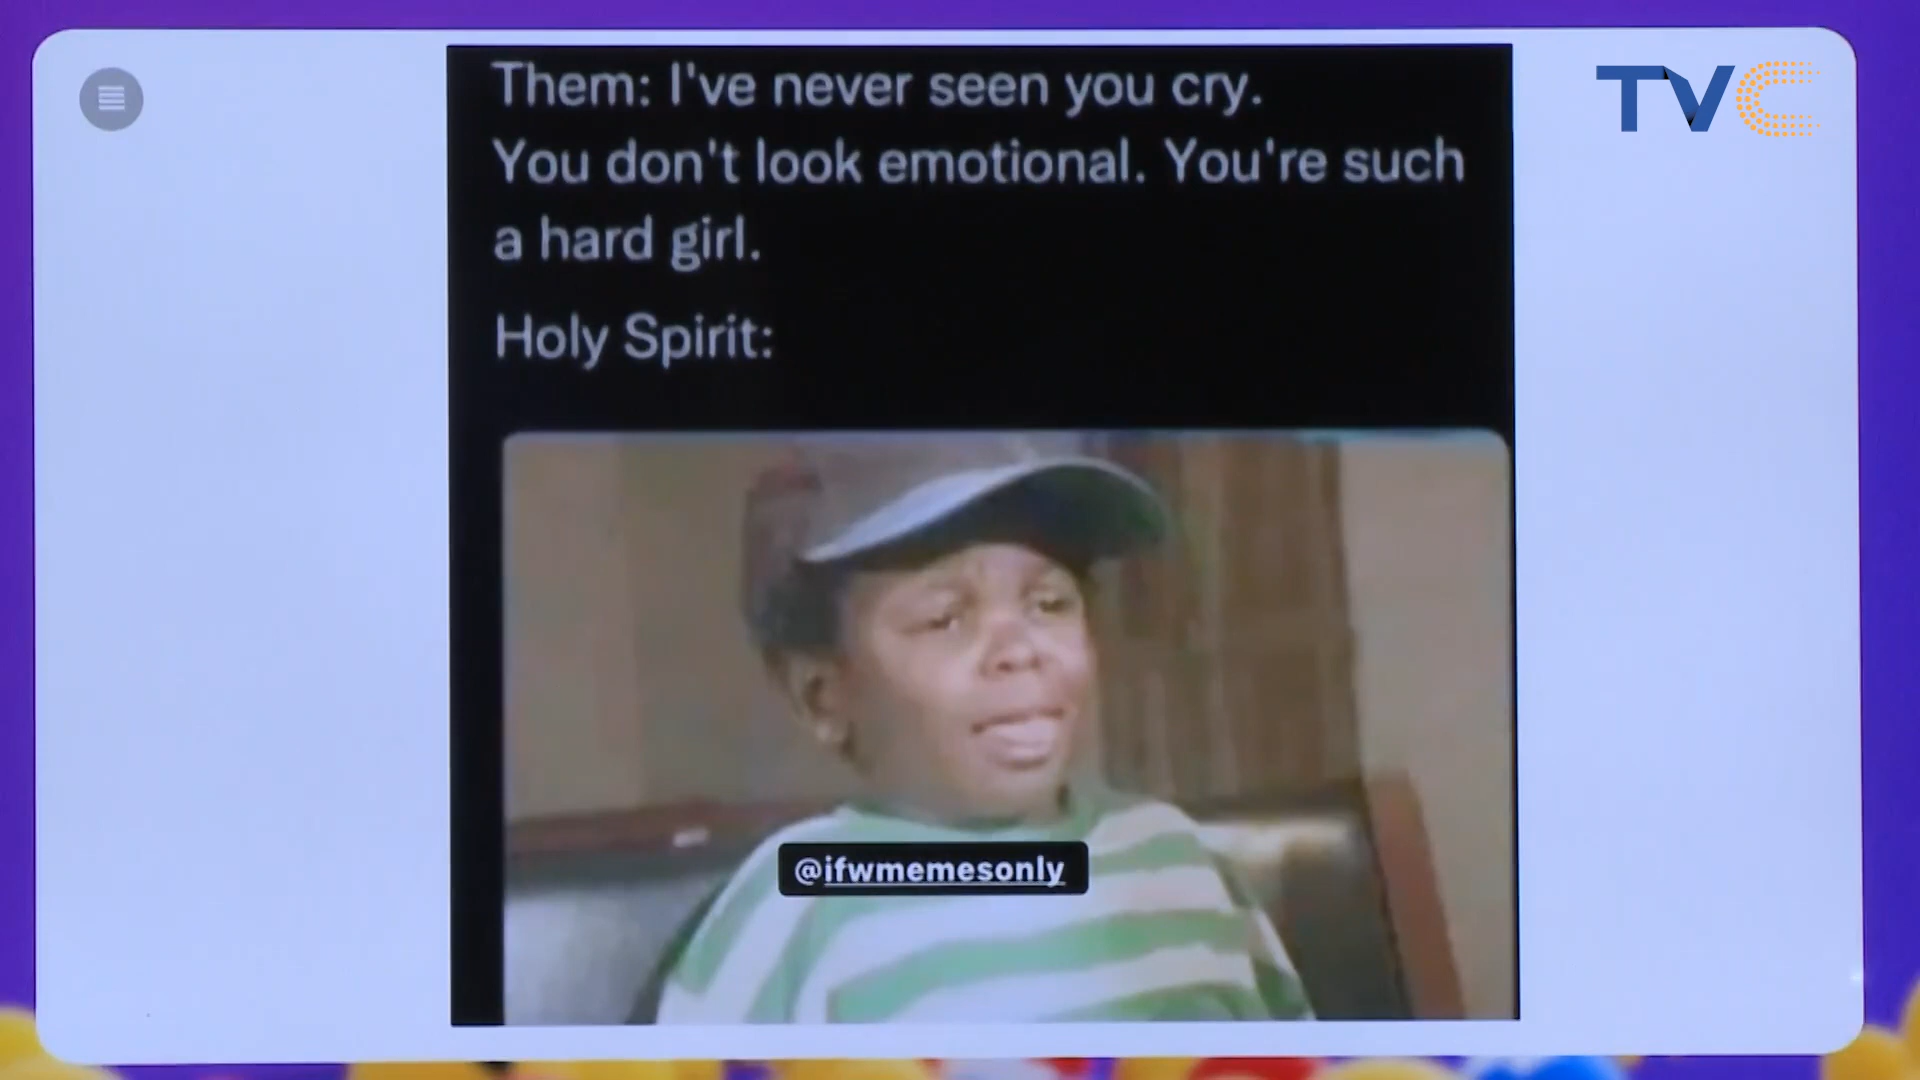 TVC
Them: I've never seen you cry.
You don't look emotional. You're such
a hard girl.
Holy Spirit:
@ifwmemesonly